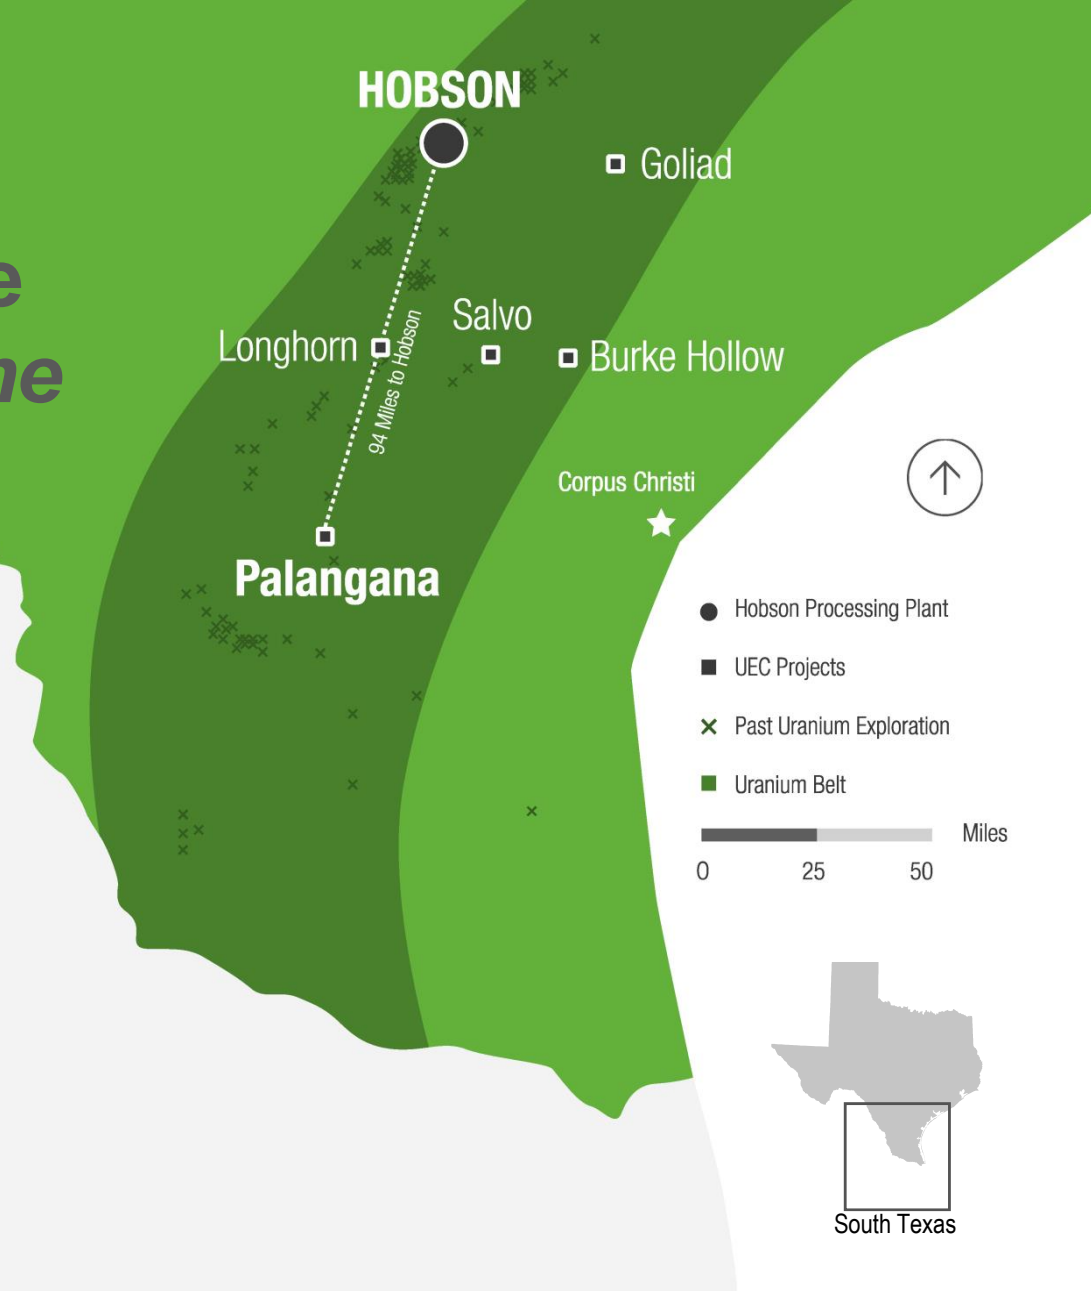 HOBSON
Goliad
Salvo
Longhorn
Burke Hollow
94 Miles to Hobson
Corpus Christi
Palangana
Hobson Processing Plant
UEC Projects
Past Uranium Exploration
Uranium Belt
Miles
0 25 50
South Texas